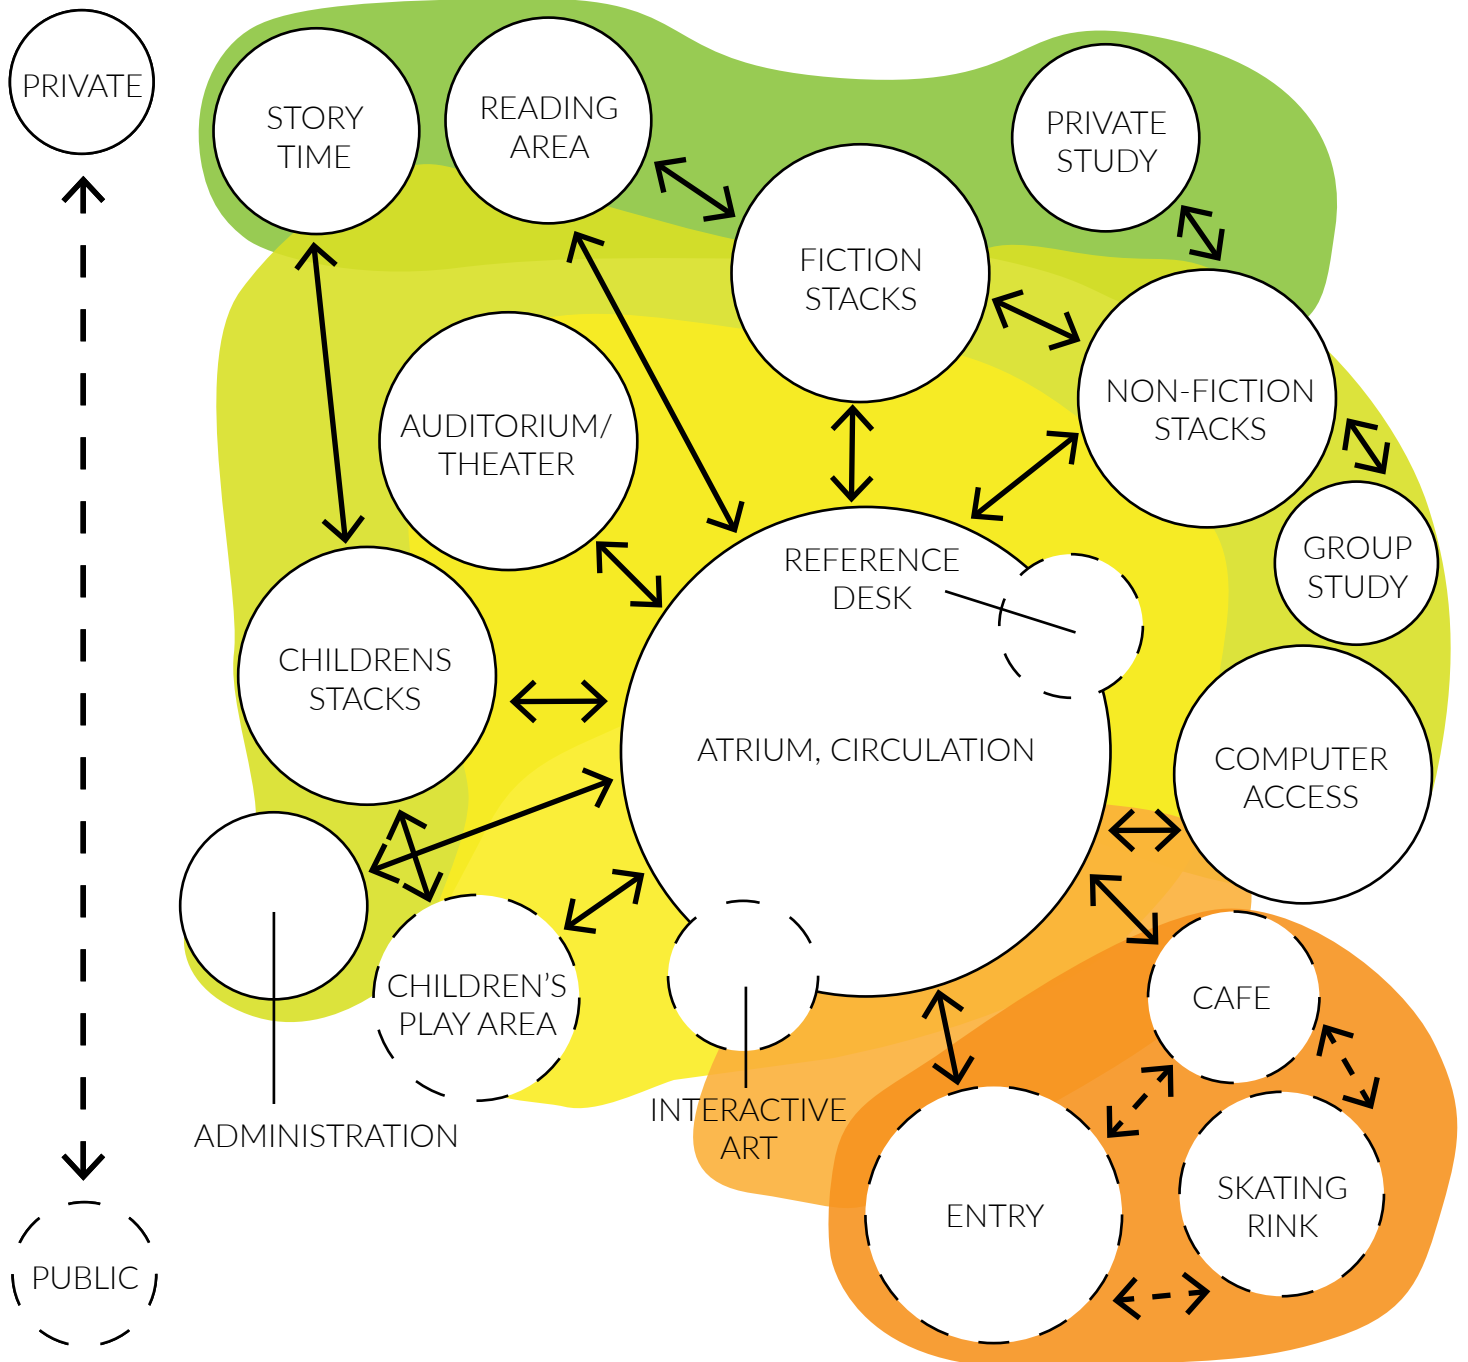 PRIVATE
STORY
TIME
READING
AREA
PRIVATE
STUDY
FICTION
STACKS
NON-FICTION
STACKS
AUDITORIUM/
THEATER
GROUP
STUDY
REFERENCE
DESK
CHILDRENS
STACKS
ATRIUM, CIRCULATION
COMPUTER
ACCESS
CHILDREN'S
PLAY AREA
CAFE
ADMINISTRATION
INTERACTIVE
ART
ENTRY
SKATING
RINK
PUBLIC